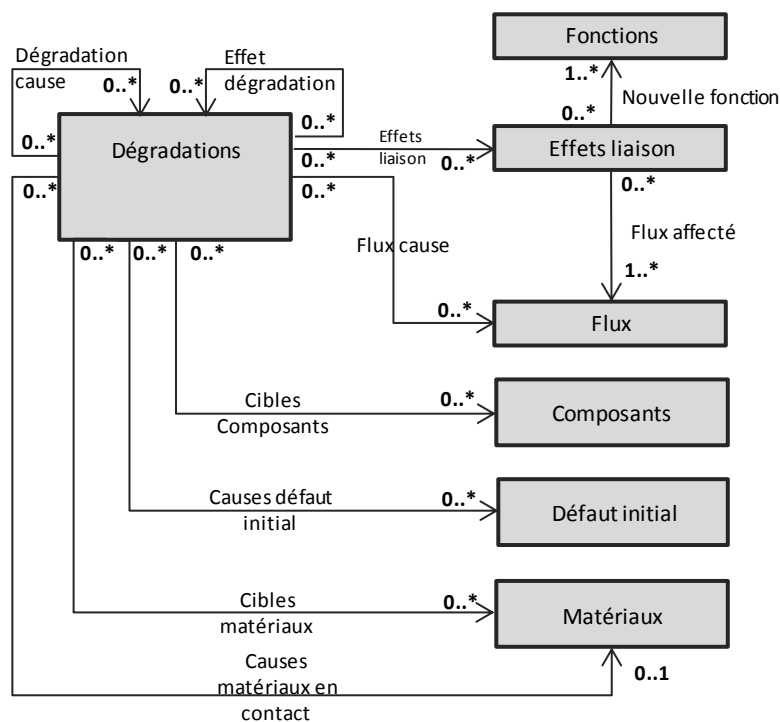 Dégradation
cause
0..*
0..*
Effet
dégradation
0..*
0..*
Dégradations
Fonctions
1..*
Nouvelle fonction
0..*
Effets
liaison
0..*
0..*
Effets liaison
0..*
Flux affecté
1..*
0..*
0..*
Flux cause
0..*
Flux
0..*
0..*
0..*
Cibles
Composants
0..*
Composants
Causes défaut
initial
0..*
Défaut initial
Cibles
matériaux
0..*
Matériaux
Causes
matériaux en
contact
0..1